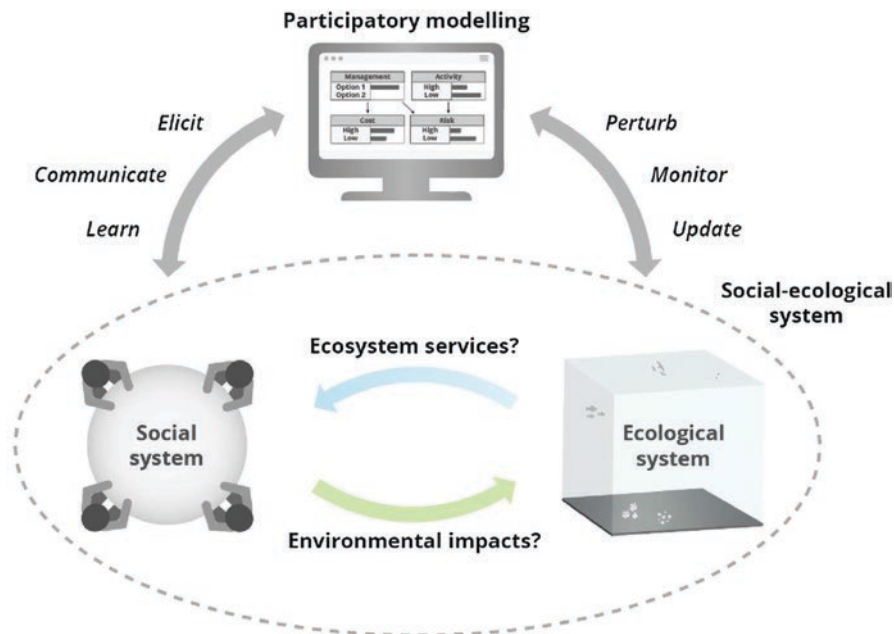 Participatory modelling
Management
Option 1
Option 2
Activity
High
Low
Cost
High
Low
Risk
High
Low
Elicit
Communicate
Learn
Perturb
Monitor
Update
Social-ecological
system
Ecosystem services?
Social
system
Ecological
system
Environmental impacts?